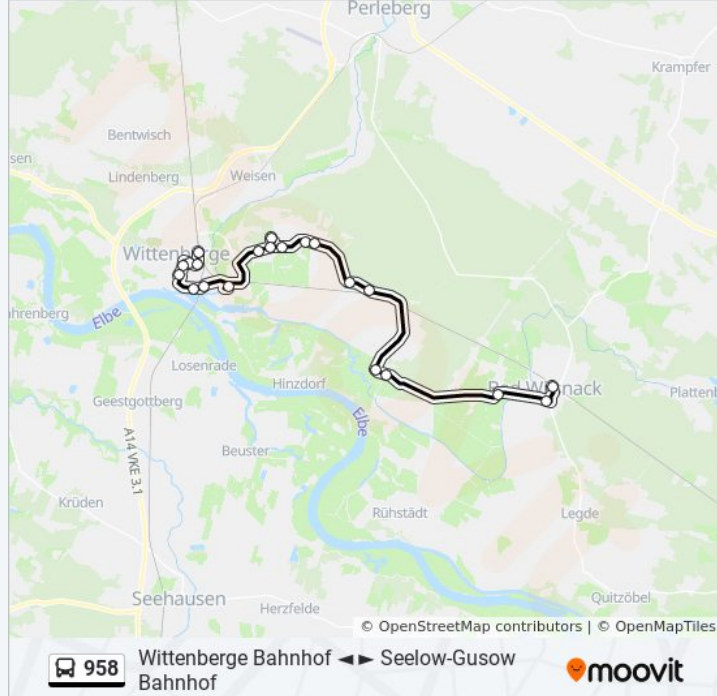 Perleberg
Krampfer
Bentwisch
sen
Lindenberg
Weisen
Wittenberge
ahrenberg
Elbe
Losenrade
Hinzdorf
Bad Wilsnack
Plattenb
Geestgottberg
Elbe
A14 VKE 3.1
Beuster
Krüden
Rühstädt
Legde
Seehausen
Herzfelde
Quitzöbel
© OpenStreetMap contributors | © OpenMapTiles
958
Wittenberge Bahnhof ◄► Seelow-Gusow
Bahnhof
moovit